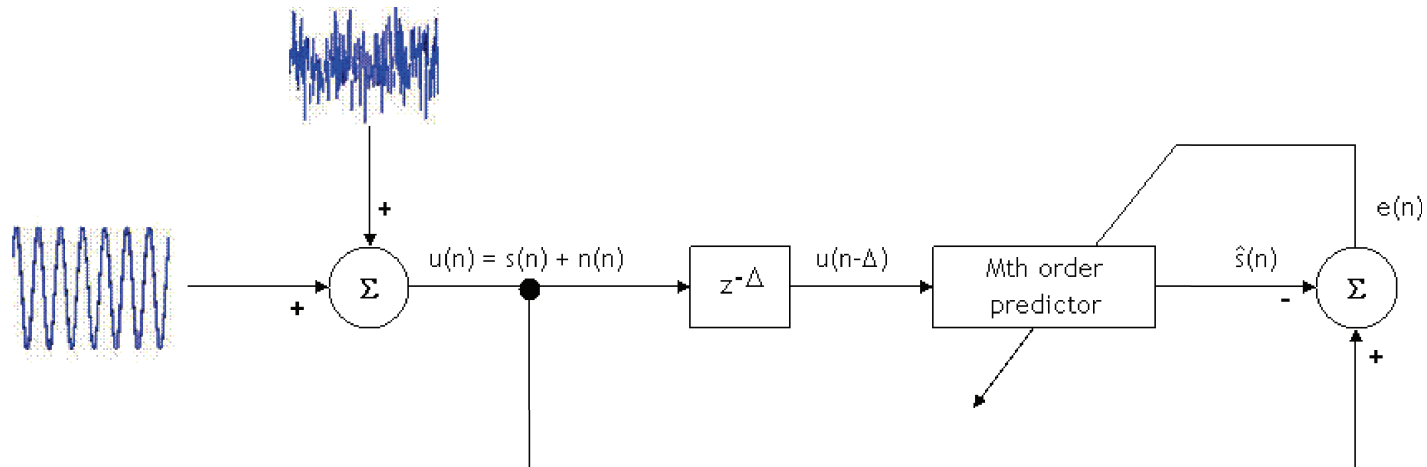 +
e(n)
u(n) = s(n) + n(n)
u(n-Δ)
ŝ(n)
Σ
z-Δ
Mth order
predictor
Σ
+
-
+